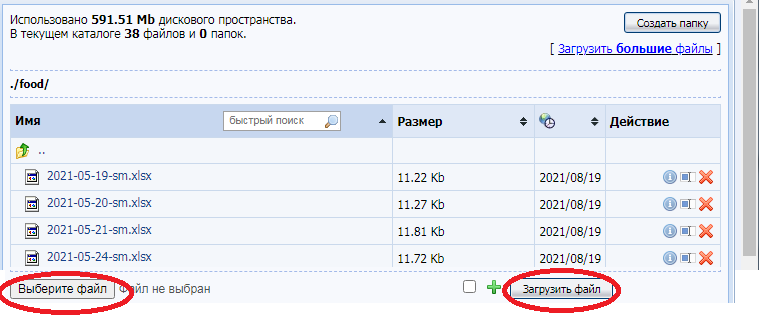 Использовано 591.51 Mb дискового пространства.
В текущем каталоге 38 файлов и 0 папок.
Создать папку
[ Загрузить большие файлы ]
./food/
Имя быстрый поиск Размер Действие
..
2021-05-19-sm.xlsx 11.22 Kb 2021/08/19
2021-05-20-sm.xlsx 11.27 Kb 2021/08/19
2021-05-21-sm.xlsx 11.81 Kb 2021/08/19
2021-05-24-sm.xlsx 11.72 Kb 2021/08/19
Выберите файл Файл не выбран Загрузить файл